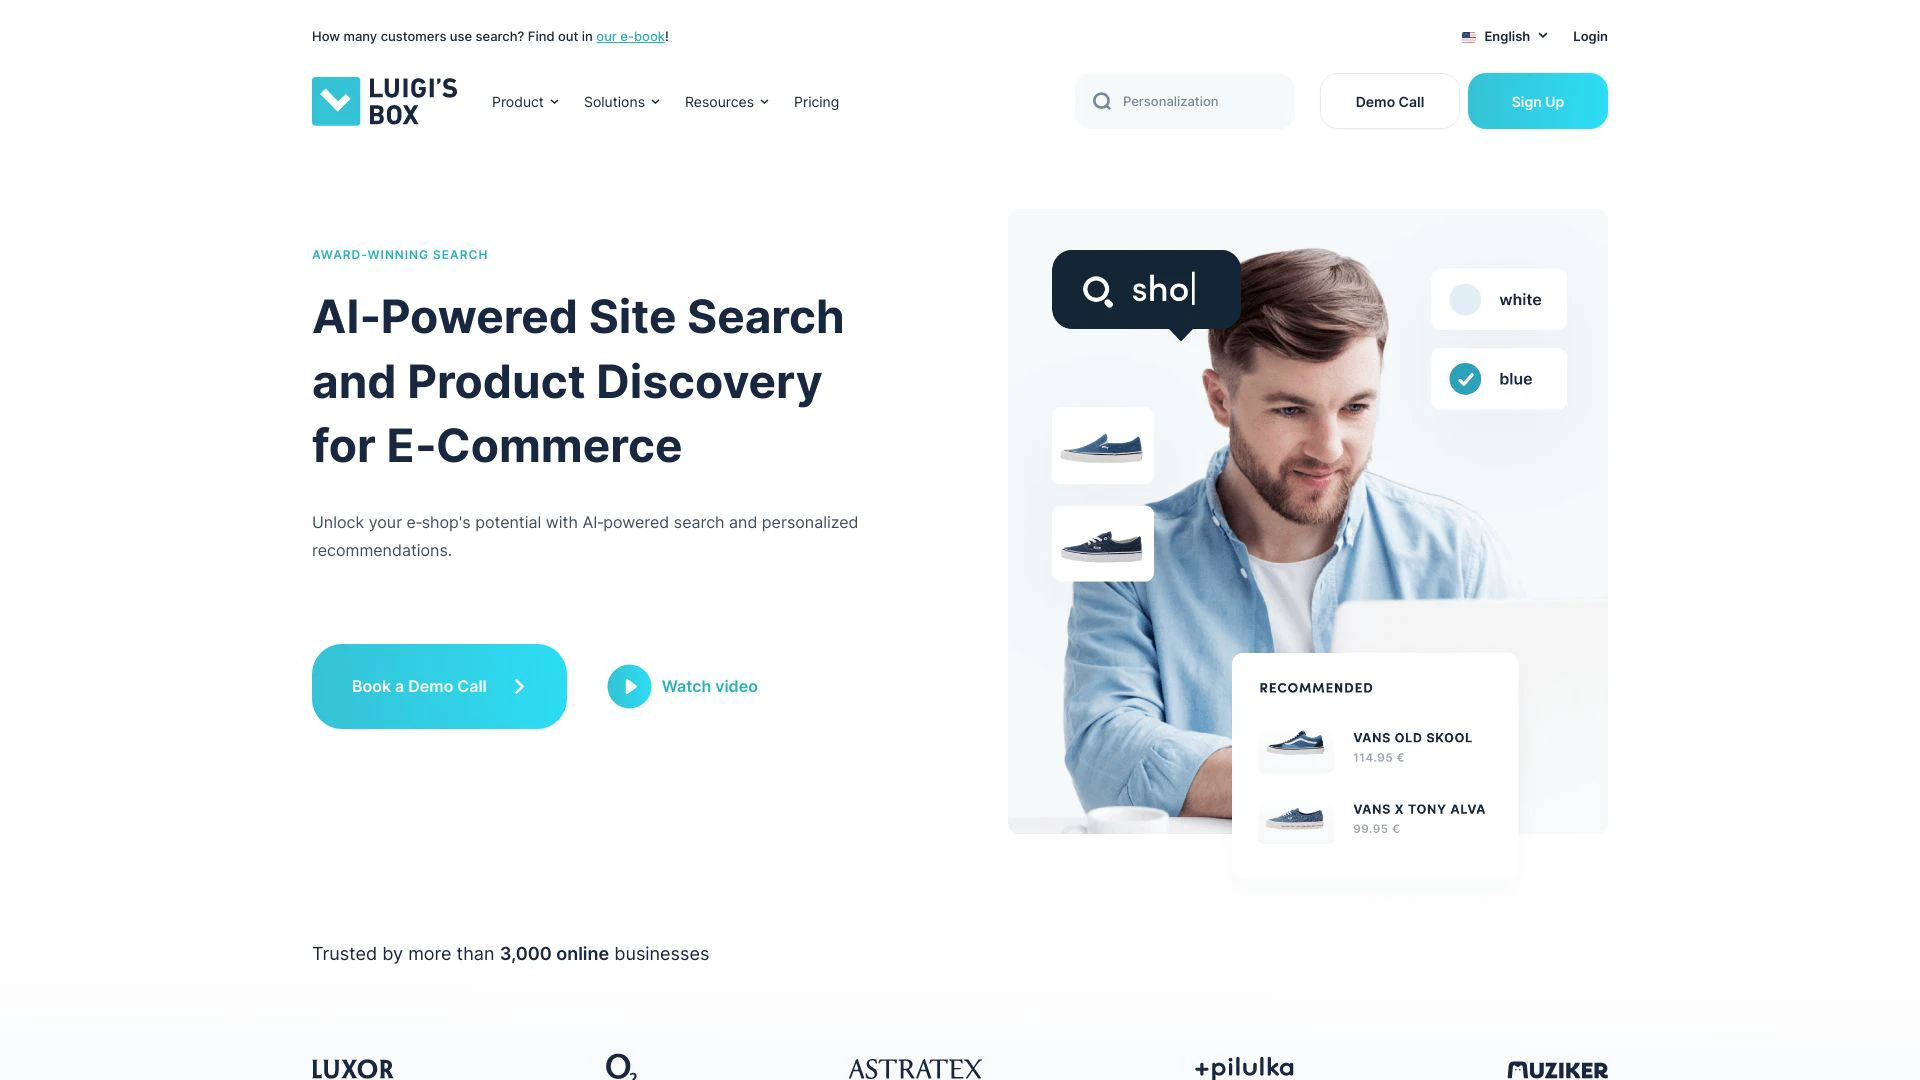 How many customers use search? Find out in our e-book!
English
Login
LUIGI'S
BOX
Product
Solutions
Resources
Pricing
Personalization
Demo Call
Sign Up
AWARD-WINNING SEARCH
AI-Powered Site Search
and Product Discovery
for E-Commerce
Unlock your e-shop's potential with AI-powered search and personalized
recommendations.
Book a Demo Call
Watch video
sho
white
blue
RECOMMENDED
VANS OLD SKOOL
114.95 €
VANS X TONY ALVA
99.95 €
Trusted by more than 3,000 online businesses
LUXOR
O2
ASTRATEX
+pilulka
MUZIKER